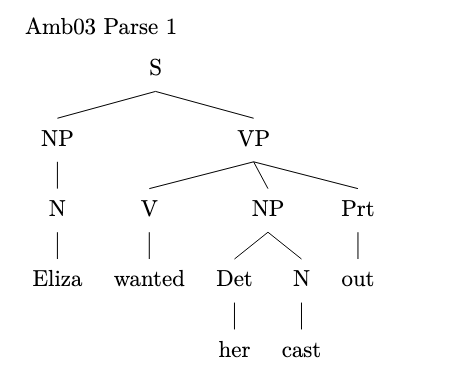 Amb03 Parse 1
S
NP VP
N V NP Prt
Eliza wanted Det N out
her cast